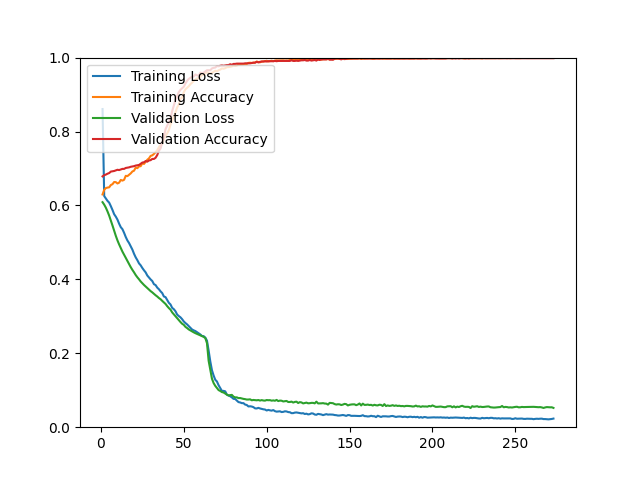 1.0
0.8
0.6
0.4
0.2
0.0
Training Loss
Training Accuracy
Validation Loss
Validation Accuracy
0 50 100 150 200 250